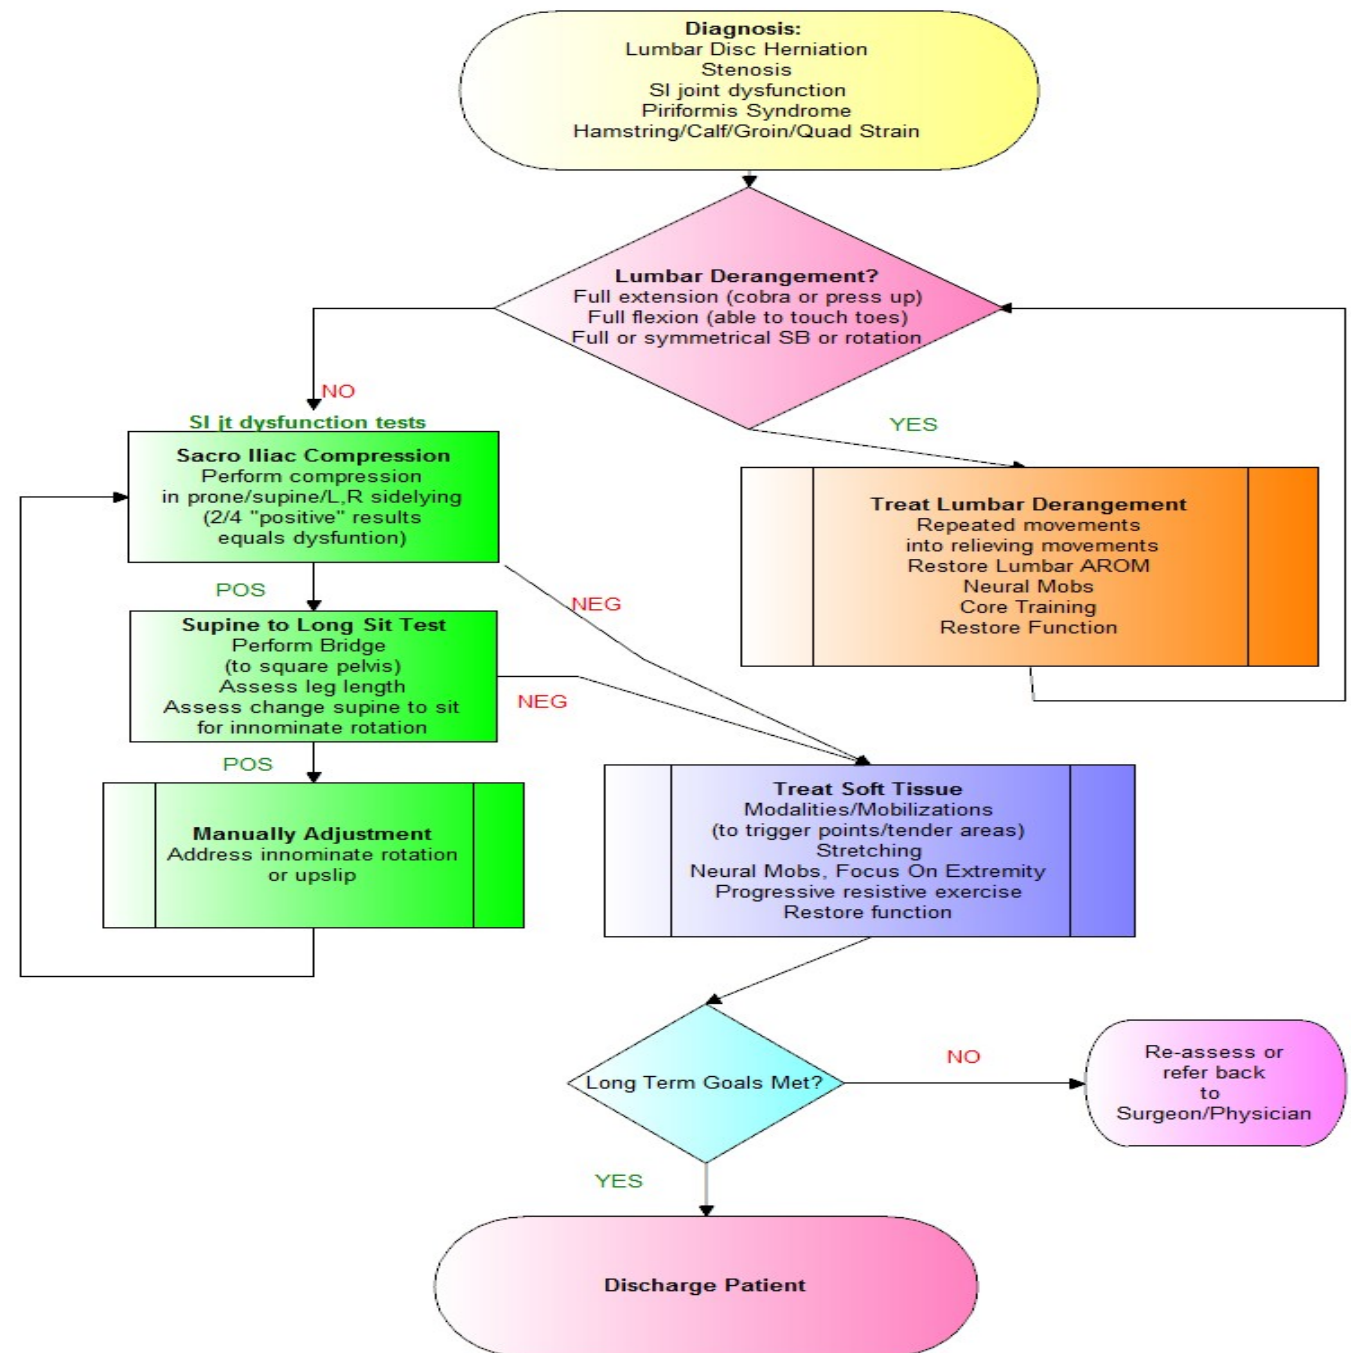 Diagnosis:
Lumbar Disc Herniation
Stenosis
SI joint dysfunction
Piriformis Syndrome
Hamstring/Calf/Groin/Quad Strain
Lumbar Derangement?
Full extension (cobra or press up)
Full flexion (able to touch toes)
Full or symmetrical SB or rotation
NO
YES
SI jt dysfunction tests
Sacro Iliac Compression
Perform compression
in prone/supine/L,R sidelying
(2/4 "positive" results
equals dysfuntion)
Treat Lumbar Derangement
Repeated movements
into relieving movements
Restore Lumbar AROM
Neural Mobs
Core Training
Restore Function
POS
NEG
Supine to Long Sit Test
Perform Bridge
(to square pelvis)
Assess leg length
Assess change supine to sit
for innominate rotation
NEG
POS
Manually Adjustment
Address innominate rotation
or upslip
Treat Soft Tissue
Modalities/Mobilizations
(to trigger points/tender areas)
Stretching
Neural Mobs, Focus On Extremity
Progressive resistive exercise
Restore function
Long Term Goals Met?
NO
Re-assess or
refer back
to
Surgeon/Physician
YES
Discharge Patient